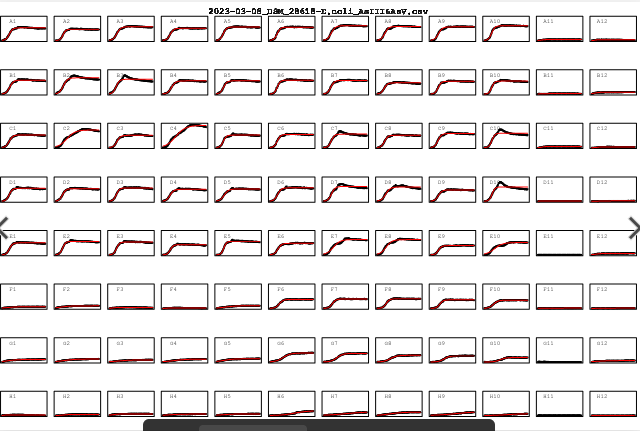 2023-03-06_DSM_28618-E.coli_AsIII&AsV.csv
A1 A2 A3 A4 A5 A6 A7 A8 A9 A10 A11 A12
B1 B2 B3 B4 B5 B6 B7 B8 B9 B10 B11 B12
C1 C2 C3 C4 C5 C6 C7 C8 C9 C10 C11 C12
D1 D2 D3 D4 D5 D6 D7 D8 D9 D10 D11 D12
E1 E2 E3 E4 E5 E6 E7 E8 E9 E10 E11 E12
F1 F2 F3 F4 F5 F6 F7 F8 F9 F10 F11 F12
G1 G2 G3 G4 G5 G6 G7 G8 G9 G10 G11 G12
H1 H2 H3 H4 H5 H6 H7 H8 H9 H10 H11 H12